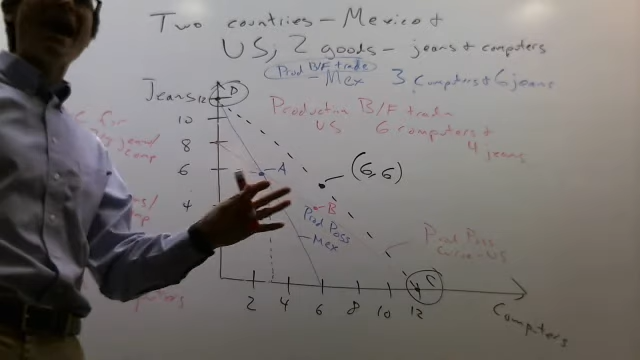 Two countries - Mexico &
US; 2 goods - jeans & computers
Prod B/F trade
- Mex 3 computers & 6 jeans
Jeans 12
D
Production B/F trade
US 6 computers &
4 jeans
10
8
6
4
A
(6,6)
B
Prod
Poss
- Mex
Prod Poss
Curve - US
C
2 4 6 8 10 12
Computers